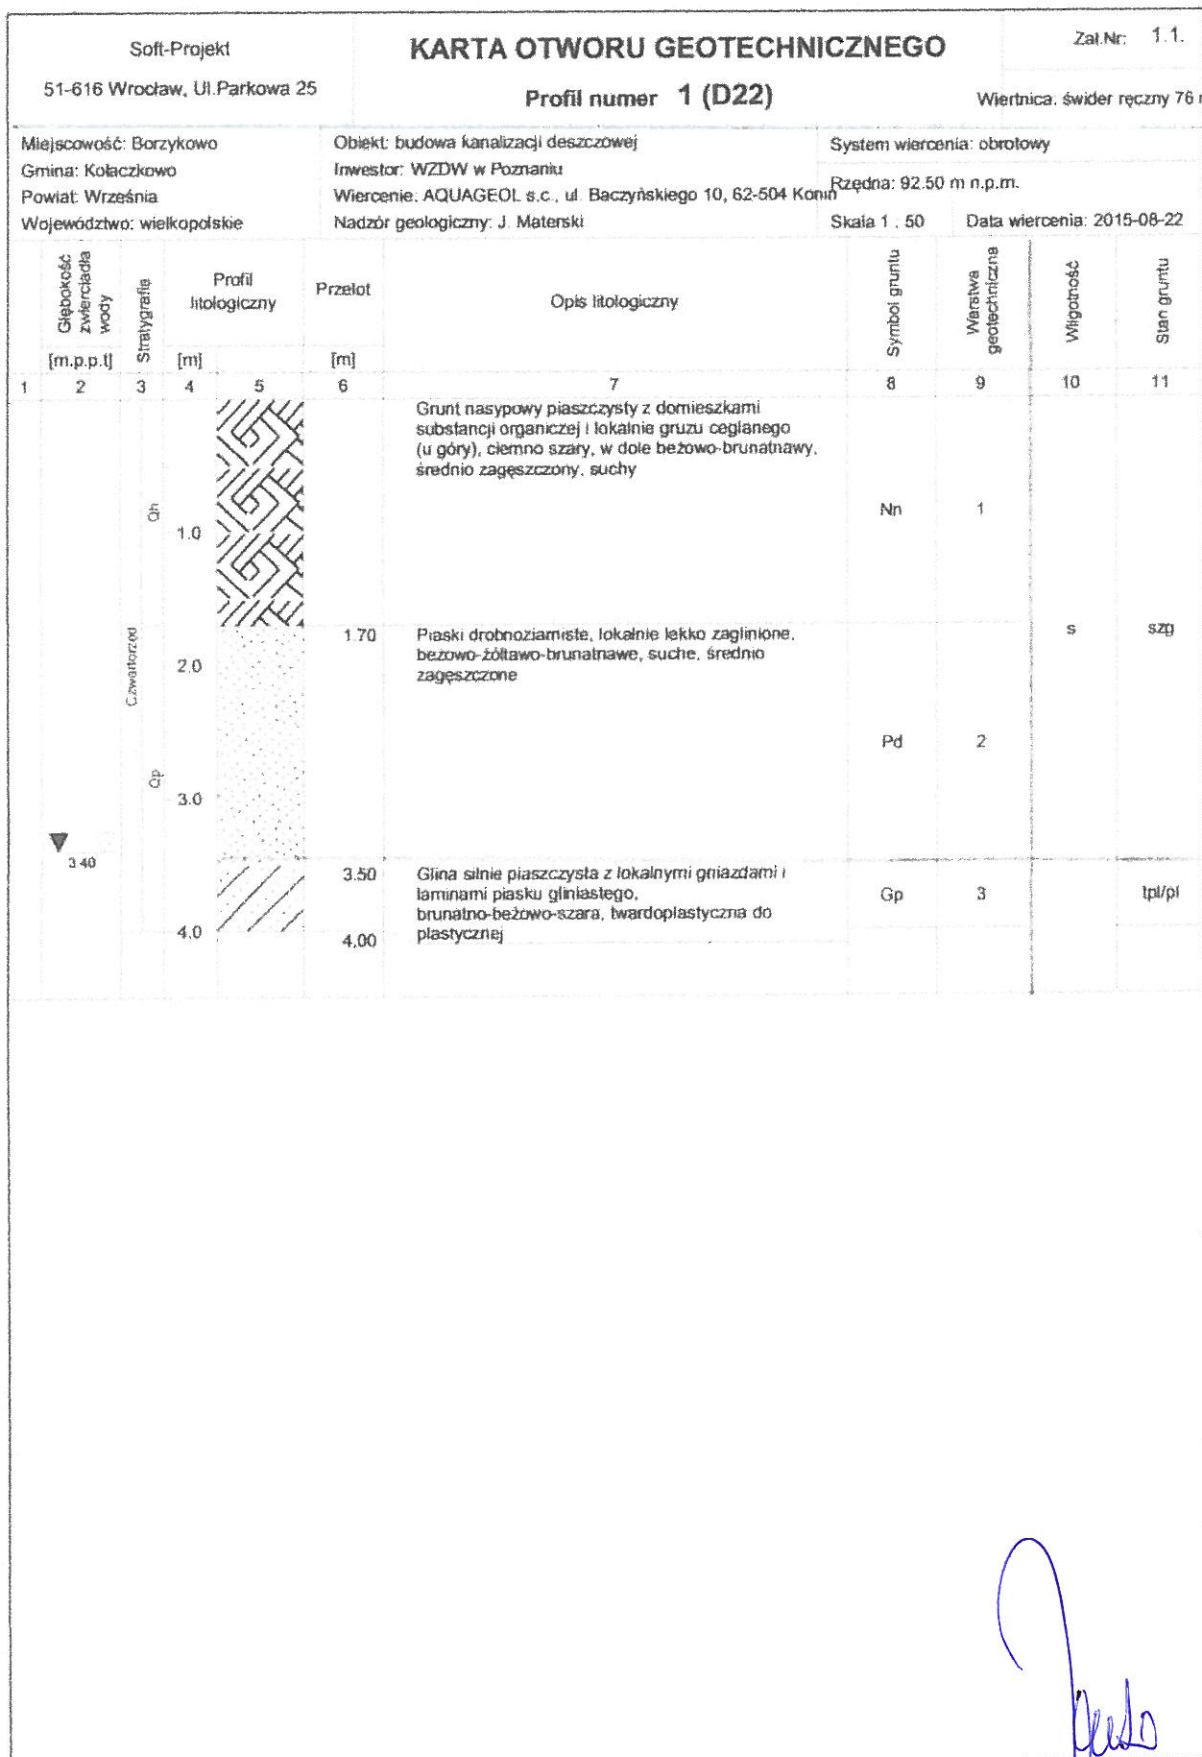 Soft-Projekt
51-616 Wrocław, Ul.Parkowa 25
KARTA OTWORU GEOTECHNICZNEGO
Profil numer 1 (D22)
Zał.Nr: 1.1.
Wiertnica: świder ręczny 76
Miejscowość: Borzykowo
Gmina: Kołaczkowo
Powiat: Września
Województwo: wielkopolskie
Obiekt: budowa kanalizacji deszczowej
Inwestor: WZDW w Poznaniu
Wiercenie: AQUAGEOL s.c., ul. Baczyńskiego 10, 62-504 Konin
Nadzór geologiczny: J. Materski
System wiercenia: obrotowy
Rzędna: 92.50 m n.p.m.
Skala 1 : 50 Data wiercenia: 2015-08-22
Głębokość zwierciadła wody
[m.p.p.t]
Stratygrafia
Profil litologiczny
[m]
Przelot
[m]
Opis litologiczny
Symbol gruntu
Warstwa geotechniczna
Wilgotność
Stan gruntu
1 2 3 4 5 6 7 8 9 10 11
Grunt nasypowy piaszczysty z domieszkami
substancji organiczej i lokalnie gruzu ceglanego
(u góry), ciemno szary, w dole beżowo-brunatnawy,
średnio zagęszczony, suchy
Qh
1.0
Nn 1
Czwartorzęd
1.70
Piaski drobnoziarniste, lokalnie lekko zaglinione,
beżowo-żółtawo-brunatnawe, suche, średnio
zagęszczone
s szg
2.0
Pd 2
Qp
3.0
3.40
3.50
Glina silnie piaszczysta z lokalnymi gniazdami i
laminami piasku gliniastego,
brunatno-beżowo-szara, twardoplastyczna do
plastycznej
Gp 3 tpl/pl
4.0
4.00